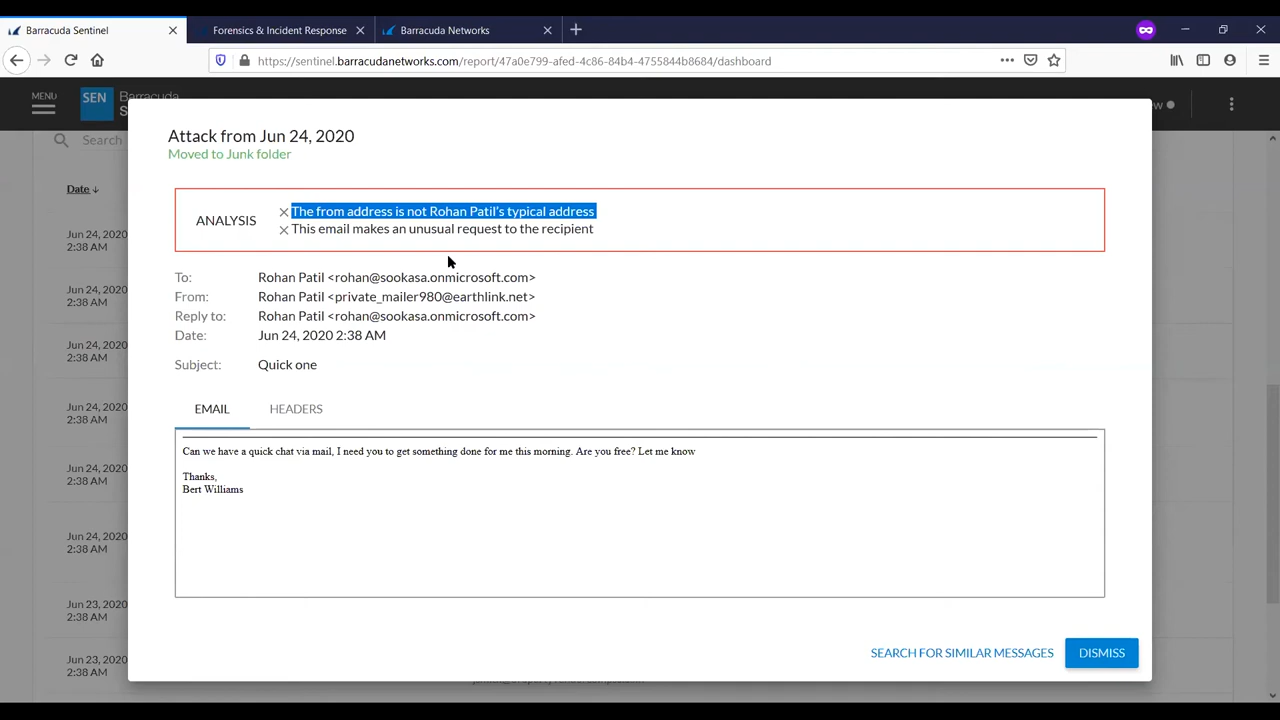 Barracuda Sentinel
Forensics & Incident Response
Barracuda Networks
https://sentinel.barracudanetworks.com/report/47a0e799-afed-4c86-84b4-4755844b8684/dashboard
MENU
SEN
Barracuda
Search
Attack from Jun 24, 2020
Moved to Junk folder
Date
ANALYSIS
The from address is not Rohan Patil's typical address
This email makes an unusual request to the recipient
Jun 24, 2020
2:38 AM
To: Rohan Patil <rohan@sookasa.onmicrosoft.com>
Jun 24, 2020
2:38 AM
From: Rohan Patil <private_mailer980@earthlink.net>
Reply to: Rohan Patil <rohan@sookasa.onmicrosoft.com>
Date: Jun 24, 2020 2:38 AM
Jun 24, 2020
2:38 AM
Subject: Quick one
Jun 24, 2020
2:38 AM
EMAIL HEADERS
Can we have a quick chat via mail, I need you to get something done for me this morning. Are you free? Let me know
Thanks,
Bert Williams
Jun 24, 2020
2:38 AM
Jun 24, 2020
2:38 AM
Jun 23, 2020
2:38 AM
Jun 23, 2020
2:38 AM
SEARCH FOR SIMILAR MESSAGES
DISMISS